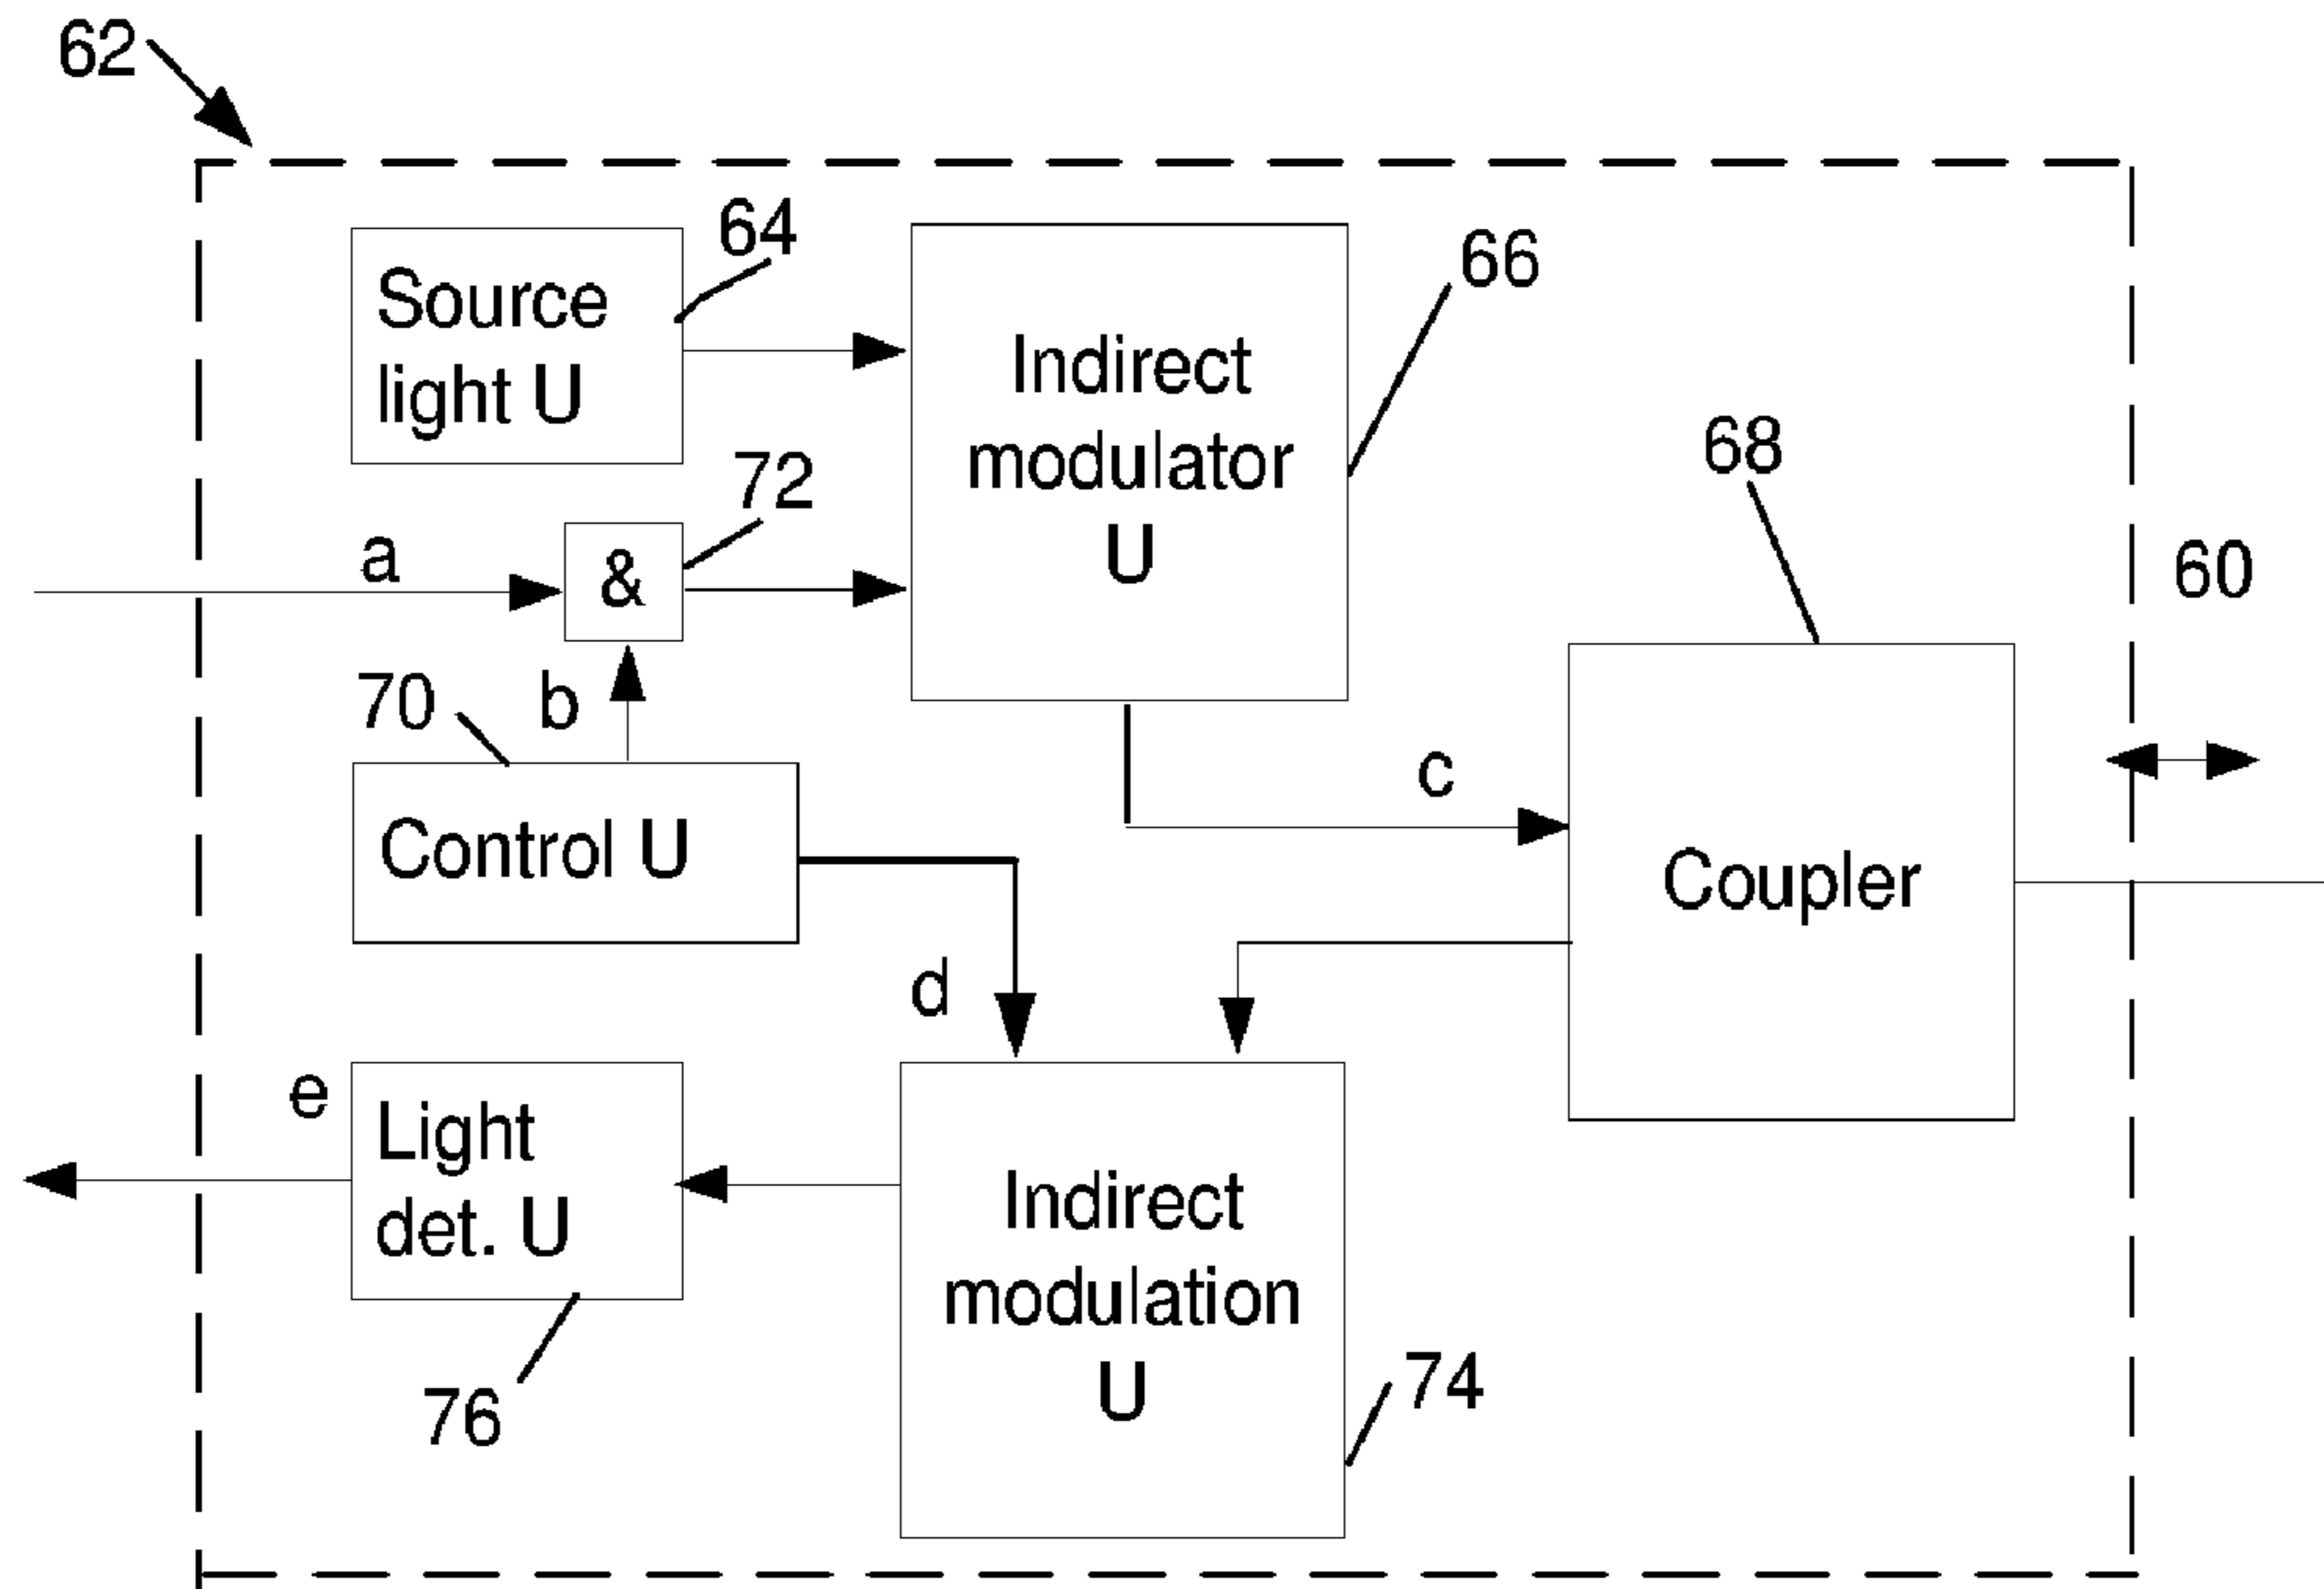 62
64
Source
light U
66
Indirect
modulator
U
72
a
&
68
60
70
b
Control U
c
Coupler
d
e
Light
det. U
Indirect
modulation
U
76
74